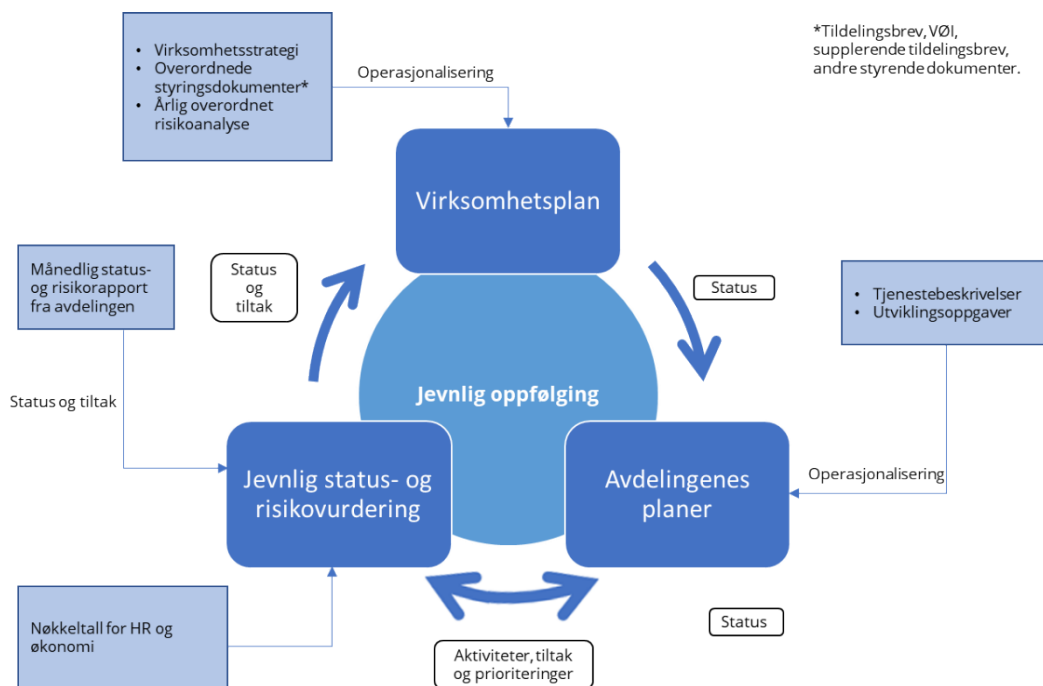 • Virksomhetsstrategi
• Overordnede
styringsdokumenter*
• Årlig overordnet
risikoanalyse
Operasjonalisering
*Tildelingsbrev, VØI,
supplerende tildelingsbrev,
andre styrende dokumenter.
Virksomhetsplan
Månedlig status-
og risikorapport
fra avdelingen
Status
og
tiltak
Status
• Tjenestebeskrivelser
• Utviklingsoppgaver
Jevnlig oppfølging
Status og tiltak
Jevnlig status- og
risikovurdering
Avdelingenes
planer
Operasjonalisering
Nøkkeltall for HR og
økonomi
Aktiviteter, tiltak
og prioriteringer
Status